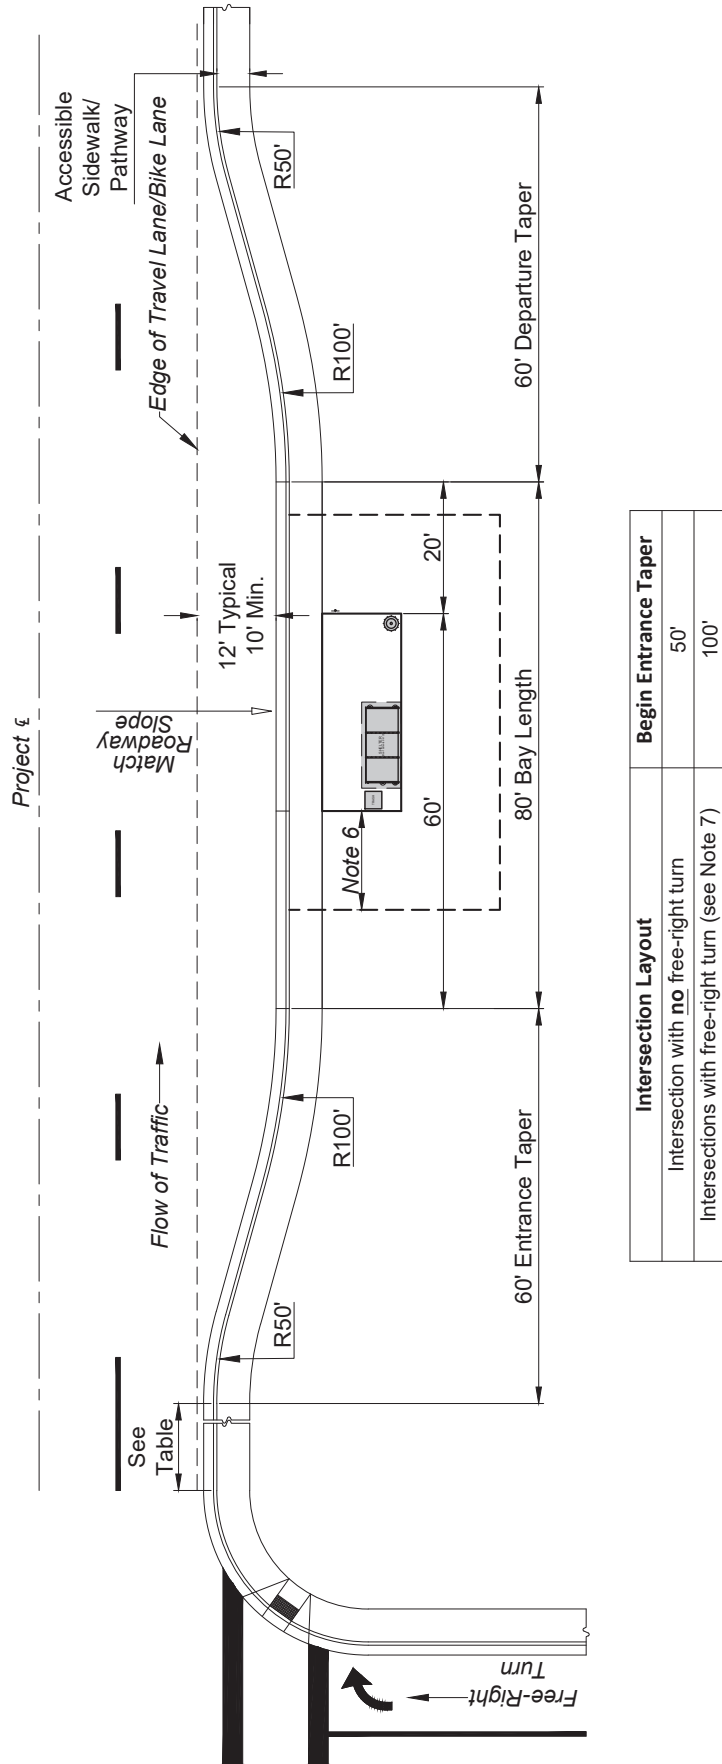 Project ℄
Accessible
Sidewalk/
Pathway
Edge of Travel Lane/Bike Lane
Flow of Traffic
Match
Roadway
Slope
12' Typical
10' Min.
See
Table
R50'
R100'
R100'
R50'
Note 6
60'
20'
60' Entrance Taper
80' Bay Length
60' Departure Taper
Free-Right
Turn
Intersection Layout Begin Entrance Taper
Intersection with no free-right turn 50'
Intersections with free-right turn (see Note 7) 100'